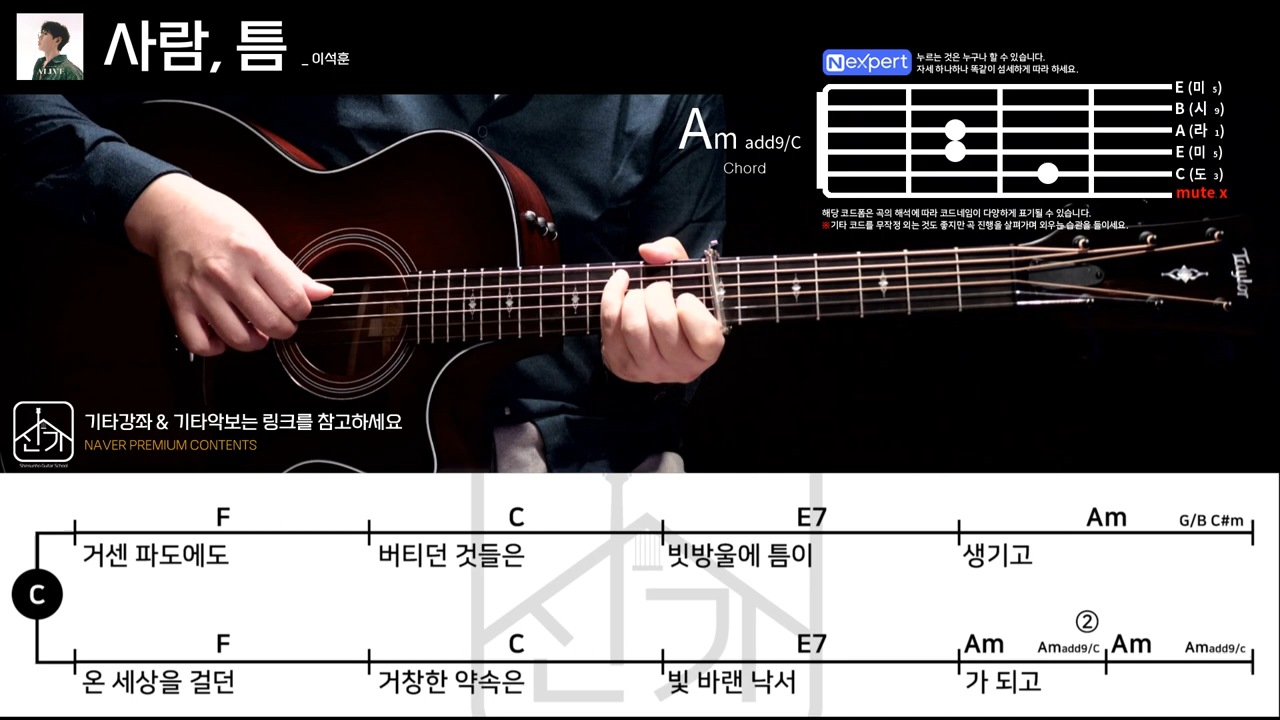 사람, 틈 _ 이석훈
ALIVE
Nexpert 누르는 것은 누구나 할 수 있습니다.
자세 하나하나 똑같이 섬세하게 따라 하세요.
Am add9/C
Chord
E (미 5)
B (시 9)
A (라 1)
E (미 5)
C (도 3)
mute x
해당 코드폼은 곡의 해석에 따라 코드네임이 다양하게 표기될 수 있습니다.
※기타 코드를 무작정 외는 것도 좋지만 곡 진행을 살펴가며 외우는 습관을 들이세요.
Taylor
신가
Shinsunho Guitar School
기타강좌 & 기타악보는 링크를 참고하세요
NAVER PREMIUM CONTENTS
F C E7 Am G/B C#m
거센 파도에도 버티던 것들은 빗방울에 틈이 생기고
C
②
F C E7 Am Amadd9/C Am Amadd9/c
온 세상을 걸던 거창한 약속은 빛 바랜 낙서 가 되고
신가